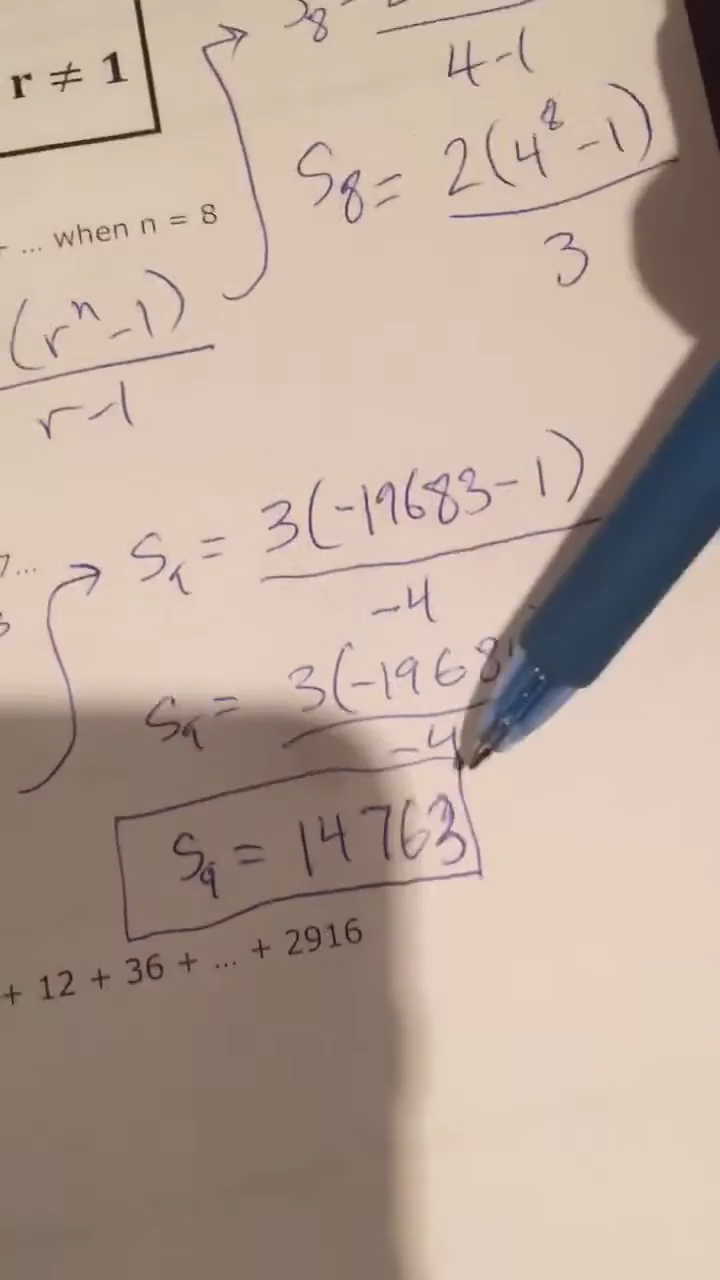 r ≠ 1
S8
4-1
S8 = 2(4^8 -1)
3
... when n = 8
(r^n -1)
r-1
S9 = 3(-19683-1)
-4
S9 = 3(-1968
-4
S9 = 14763
+ 12 + 36 + ... + 2916